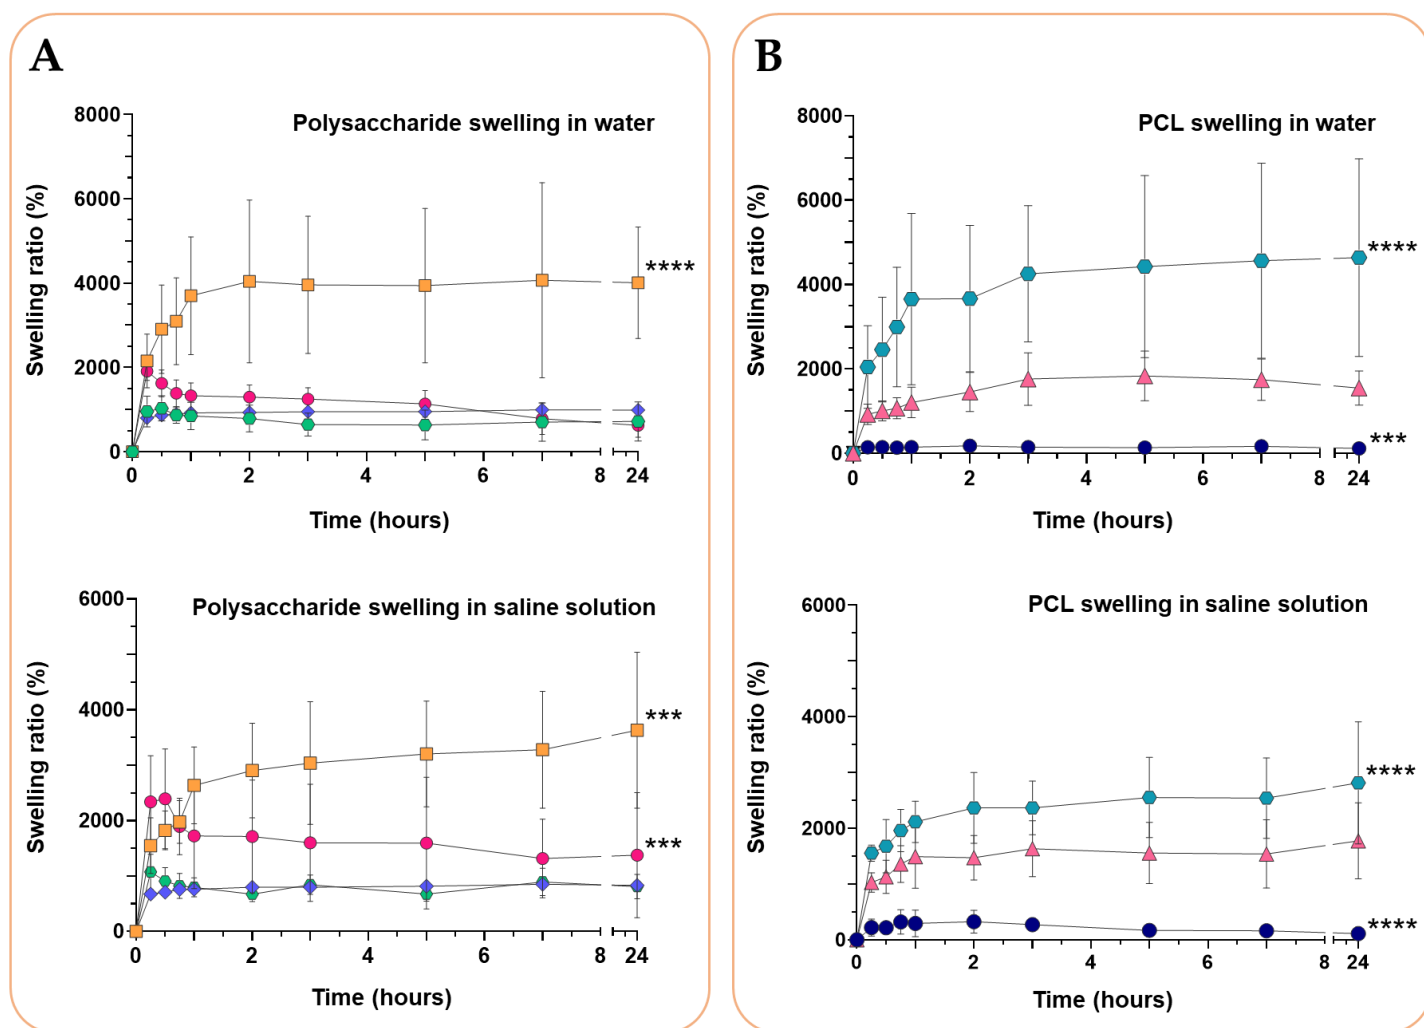 A
Polysaccharide swelling in water
Swelling ratio (%)
8000
6000
4000
2000
0
****
0 2 4 6 8 24
Time (hours)
Polysaccharide swelling in saline solution
Swelling ratio (%)
6000
4000
2000
0
***
***
0 2 4 6 8 24
Time (hours)
B
PCL swelling in water
Swelling ratio (%)
8000
6000
4000
2000
0
****
***
0 2 4 6 8 24
Time (hours)
PCL swelling in saline solution
Swelling ratio (%)
6000
4000
2000
0
****
****
0 2 4 6 8 24
Time (hours)